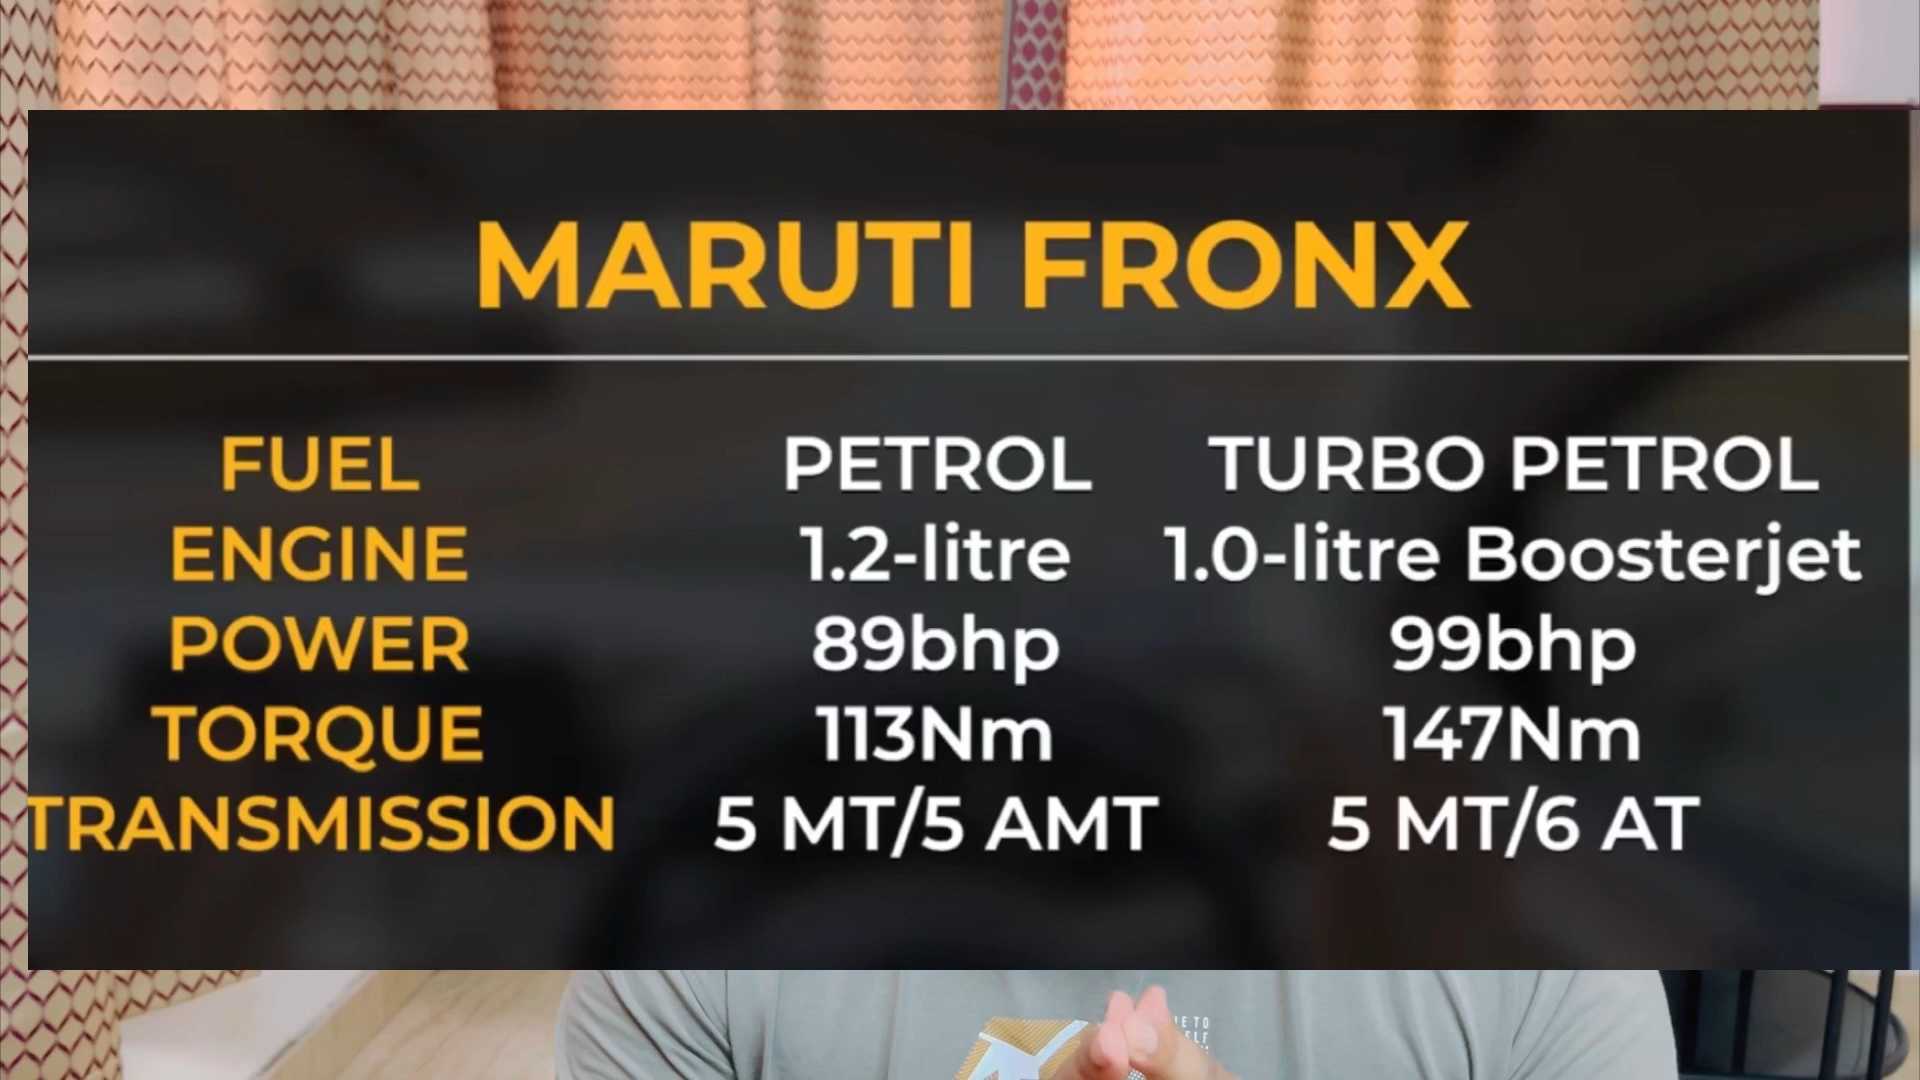 MARUTI FRONX
FUEL PETROL TURBO PETROL
ENGINE 1.2-litre 1.0-litre Boosterjet
POWER 89bhp 99bhp
TORQUE 113Nm 147Nm
TRANSMISSION 5 MT/5 AMT 5 MT/6 AT